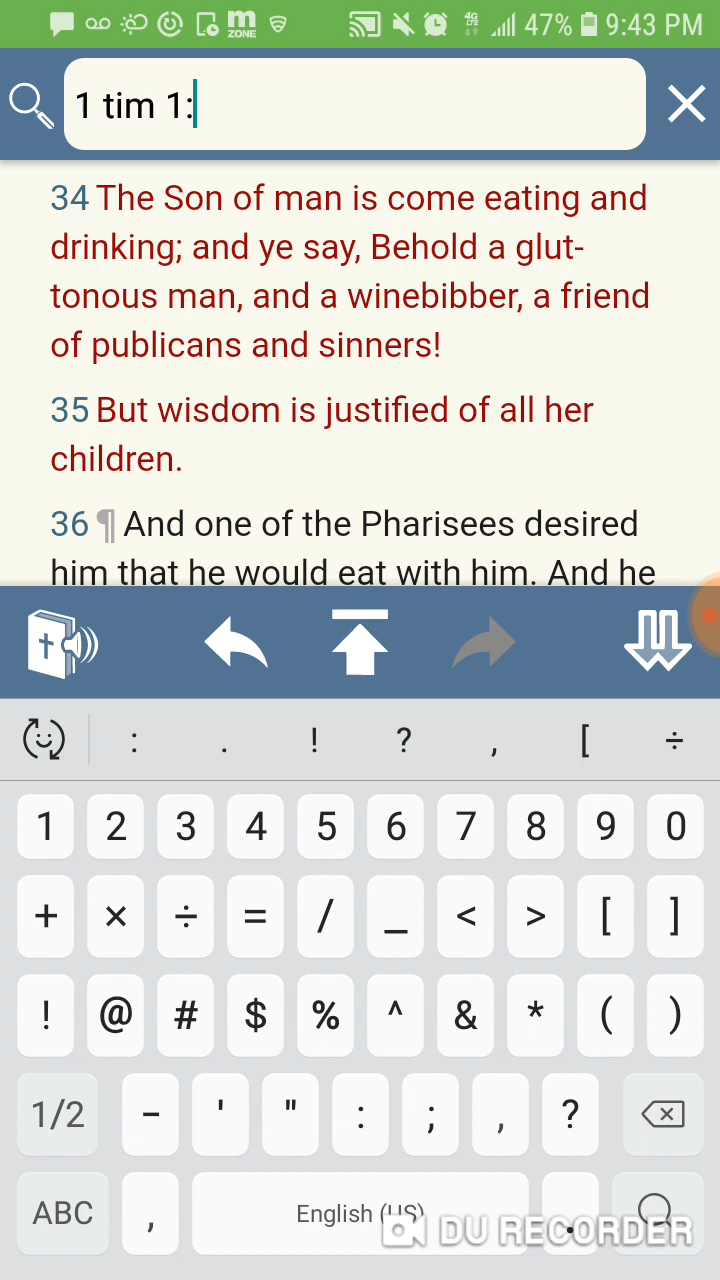 m
ZONE
4G
LTE
47% 9:43 PM
1 tim 1:
34 The Son of man is come eating and
drinking; and ye say, Behold a glut-
tonous man, and a winebibber, a friend
of publicans and sinners!
35 But wisdom is justified of all her
children.
36 ¶ And one of the Pharisees desired
him that he would eat with him. And he
: . ! ? , [ ÷
1 2 3 4 5 6 7 8 9 0
+ × ÷ = / _ < > [ ]
! @ # $ % ^ & * ( )
1/2 - ' " : ; , ?
ABC , English (US) .
DU RECORDER